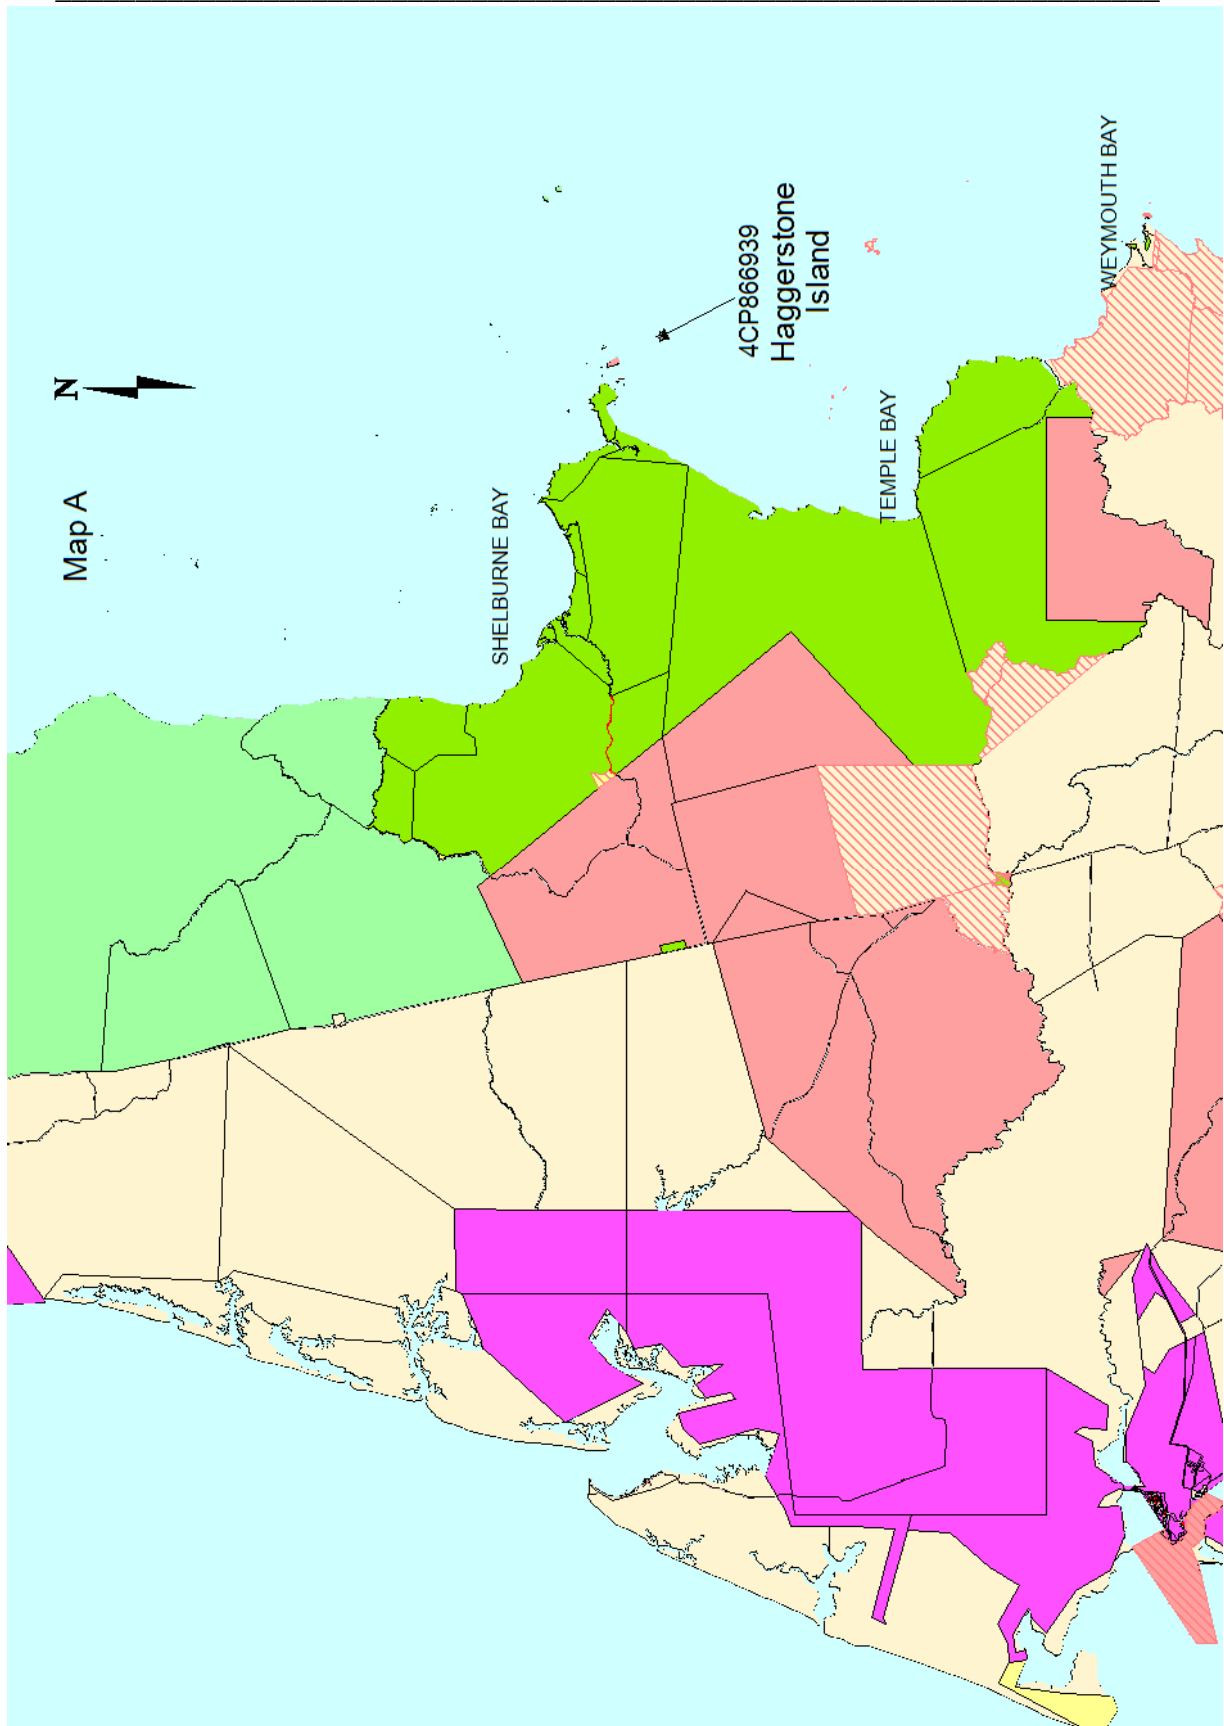 Map A
N
SHELBURNE BAY
4CP866939
Haggerstone
Island
TEMPLE BAY
WEYMOUTH BAY